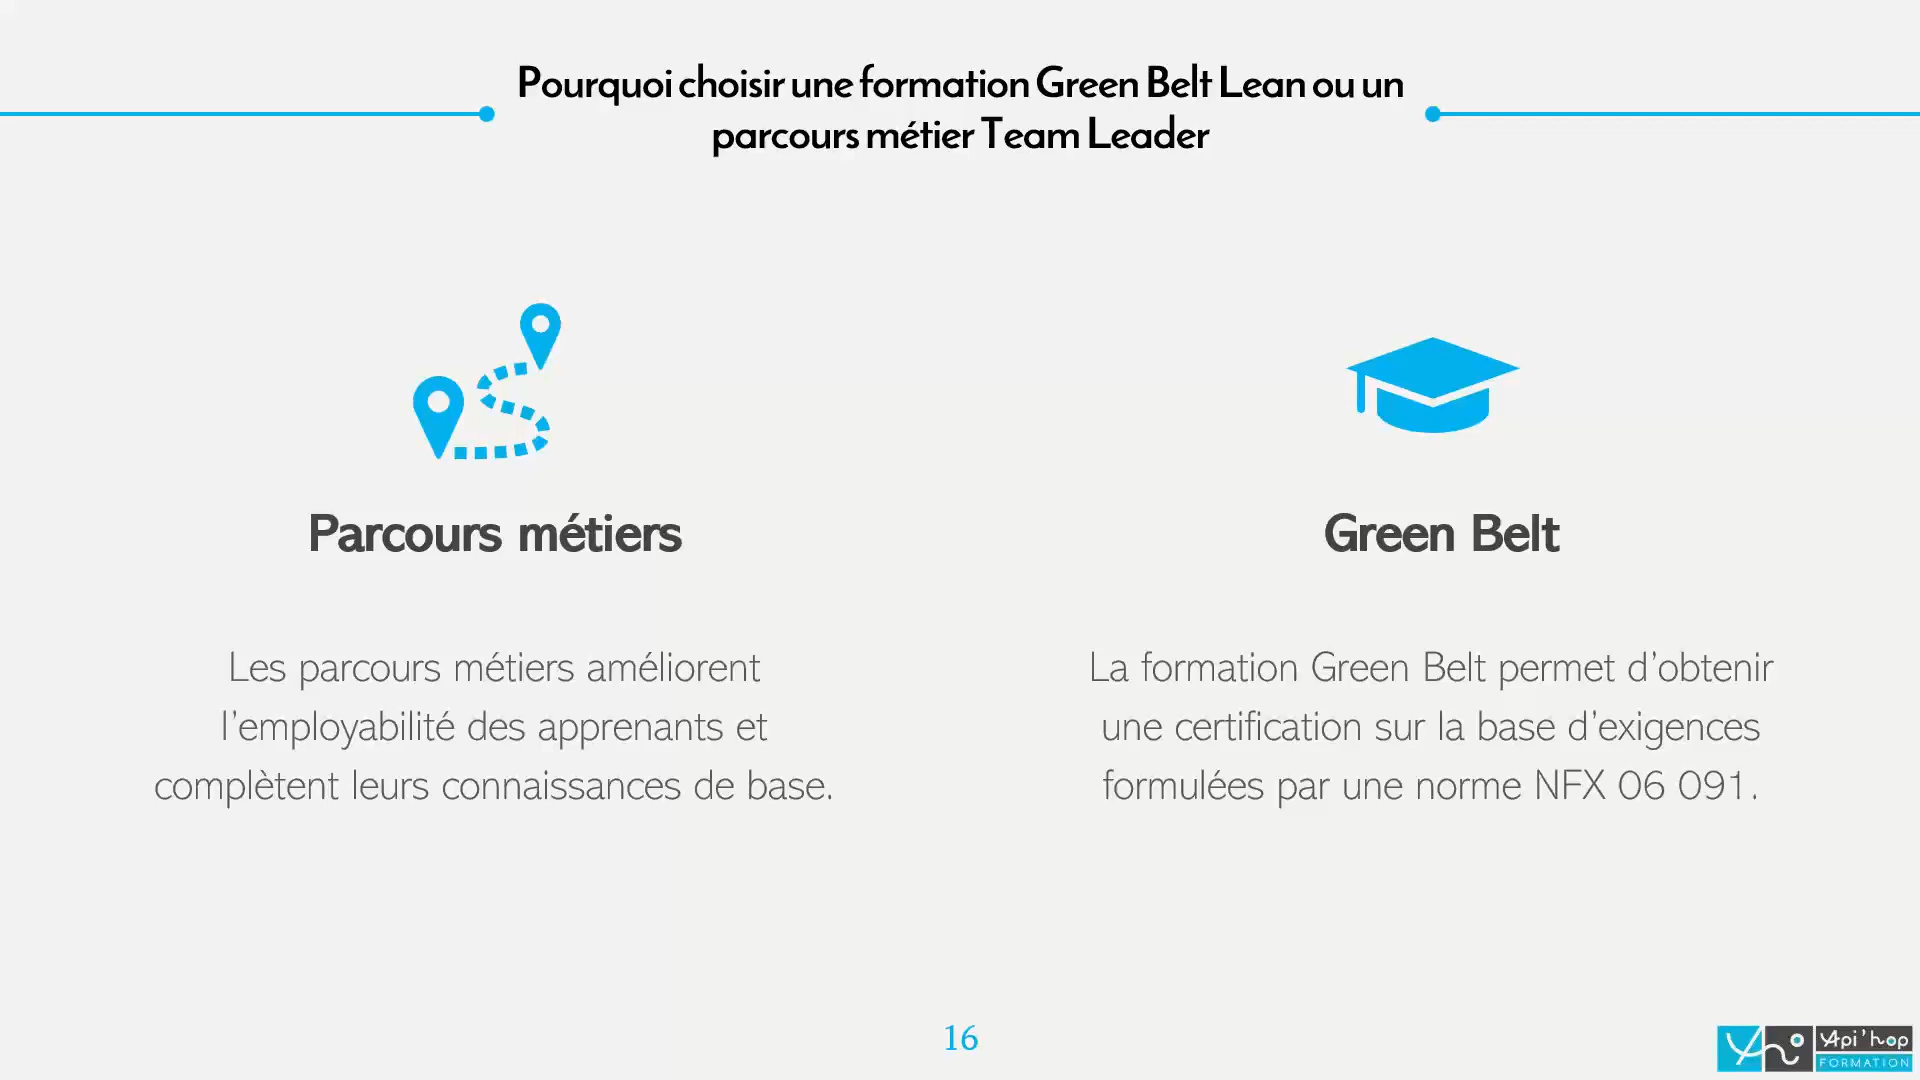 Pourquoi choisir une formation Green Belt Lean ou un
parcours métier Team Leader
Parcours métiers
Les parcours métiers améliorent
l’employabilité des apprenants et
complètent leurs connaissances de base.
Green Belt
La formation Green Belt permet d’obtenir
une certification sur la base d’exigences
formulées par une norme NFX 06 091.
16
Api'hop
FORMATION